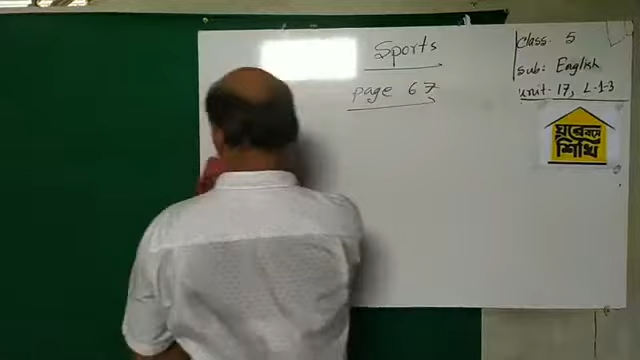 Sports
page 67
Class. 5
Sub: English
unit-17, L-1-3
ঘরে বসে
শিখি